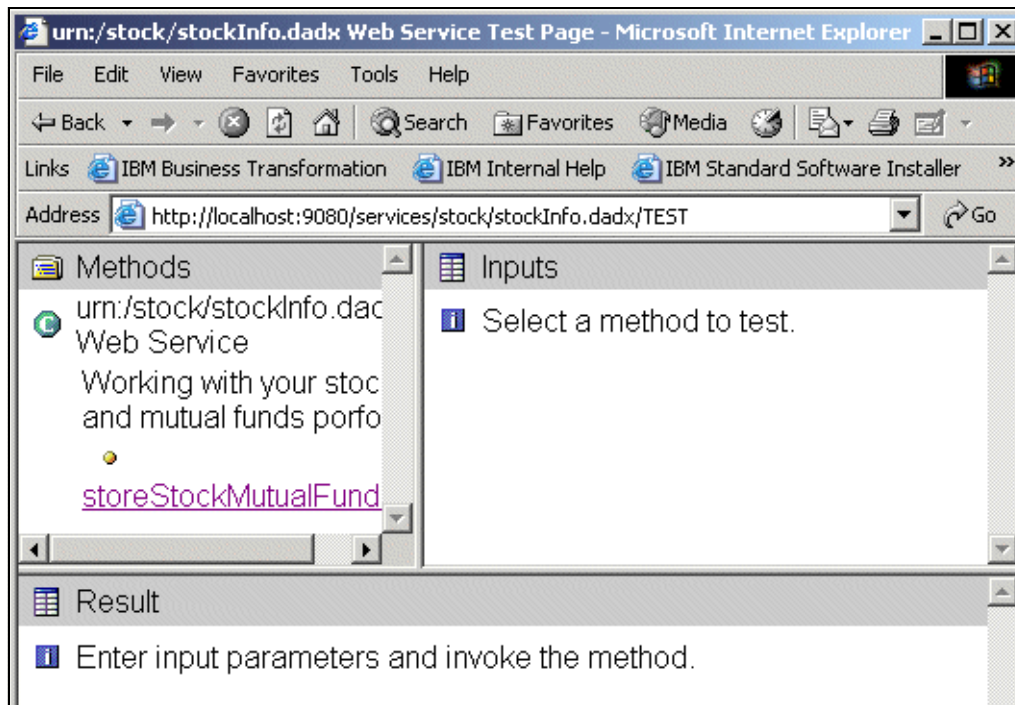 urn:/stock/stockInfo.dadx Web Service Test Page - Microsoft Internet Explorer
File Edit View Favorites Tools Help
Back Search Favorites Media
Links IBM Business Transformation IBM Internal Help IBM Standard Software Installer »
Address http://localhost:9080/services/stock/stockInfo.dadx/TEST Go
Methods
urn:/stock/stockInfo.dac
Web Service
Working with your stoc
and mutual funds porfo
storeStockMutualFund
Inputs
Select a method to test.
Result
Enter input parameters and invoke the method.